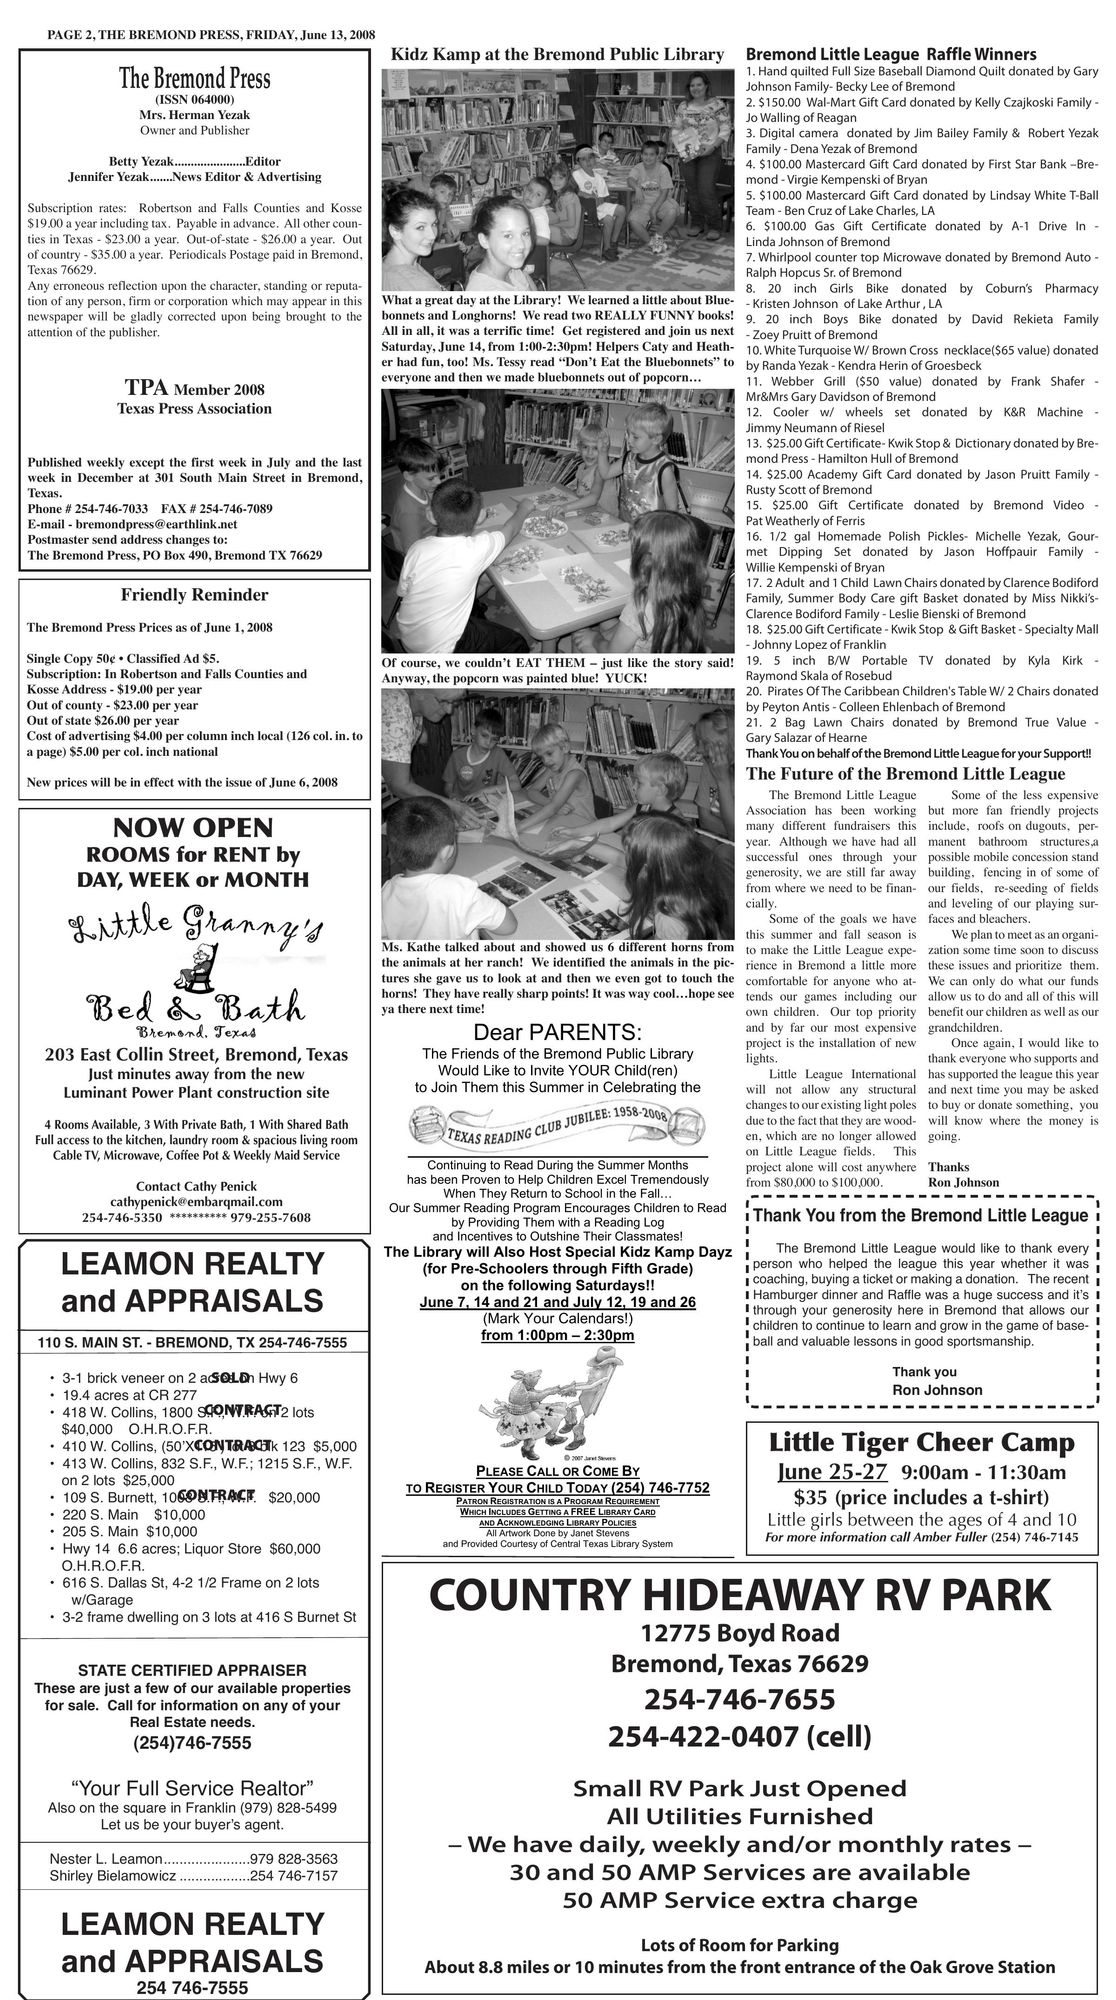 PAGE 2, THE BREMOND PRESS, FRIDAY, June 13, 2008
The Bremond Press
(ISSN 064000)
Mrs. Herman Yezak
Owner and Publisher
Betty Yezak......................Editor
Jennifer Yezak.......News Editor & Advertising
Subscription rates: Robertson and Falls Counties and Kosse
$19.00 a year including tax. Payable in advance. All other coun-
ties in Texas - $23.00 a year. Out-of-state - $26.00 a year. Out
of country - $35.00 a year. Periodicals Postage paid in Bremond,
Texas 76629.
Any erroneous reflection upon the character, standing or reputa-
tion of any person, firm or corporation which may appear in this
newspaper will be gladly corrected upon being brought to the
attention of the publisher.
TPA Member 2008
Texas Press Association
Published weekly except the first week in July and the last
week in December at 301 South Main Street in Bremond,
Texas.
Phone # 254-746-7033 FAX # 254-746-7089
E-mail - bremondpress@earthlink.net
Postmaster send address changes to:
The Bremond Press, PO Box 490, Bremond TX 76629
Friendly Reminder
The Bremond Press Prices as of June 1, 2008
Single Copy 50¢ • Classified Ad $5.
Subscription: In Robertson and Falls Counties and
Kosse Address - $19.00 per year
Out of county - $23.00 per year
Out of state $26.00 per year
Cost of advertising $4.00 per column inch local (126 col. in. to
a page) $5.00 per col. inch national
New prices will be in effect with the issue of June 6, 2008
NOW OPEN
ROOMS for RENT by
DAY, WEEK or MONTH
Little Granny's
Bed & Bath
Bremond, Texas
203 East Collin Street, Bremond, Texas
Just minutes away from the new
Luminant Power Plant construction site
4 Rooms Available, 3 With Private Bath, 1 With Shared Bath
Full access to the kitchen, laundry room & spacious living room
Cable TV, Microwave, Coffee Pot & Weekly Maid Service
Contact Cathy Penick
cathypenick@embarqmail.com
254-746-5350 ********** 979-255-7608
LEAMON REALTY
and APPRAISALS
110 S. MAIN ST. - BREMOND, TX 254-746-7555
• 3-1 brick veneer on 2 acres on Hwy 6 SOLD
• 19.4 acres at CR 277
• 418 W. Collins, 1800 S.F., W.F. on 2 lots CONTRACT
$40,000 O.H.R.O.F.R.
• 410 W. Collins, (50'X CONTRACT 123 $5,000
• 413 W. Collins, 832 S.F., W.F.; 1215 S.F., W.F.
on 2 lots $25,000
• 109 S. Burnett, CONTRACT $20,000
• 220 S. Main $10,000
• 205 S. Main $10,000
• Hwy 14 6.6 acres; Liquor Store $60,000
O.H.R.O.F.R.
• 616 S. Dallas St, 4-2 1/2 Frame on 2 lots
w/Garage
• 3-2 frame dwelling on 3 lots at 416 S Burnet St
STATE CERTIFIED APPRAISER
These are just a few of our available properties
for sale. Call for information on any of your
Real Estate needs.
(254)746-7555
“Your Full Service Realtor”
Also on the square in Franklin (979) 828-5499
Let us be your buyer's agent.
Nester L. Leamon......................979 828-3563
Shirley Bielamowicz ..................254 746-7157
LEAMON REALTY
and APPRAISALS
254 746-7555
Kidz Kamp at the Bremond Public Library
What a great day at the Library! We learned a little about Blue-
bonnets and Longhorns! We read two REALLY FUNNY books!
All in all, it was a terrific time! Get registered and join us next
Saturday, June 14, from 1:00-2:30pm! Helpers Caty and Heath-
er had fun, too! Ms. Tessy read “Don't Eat the Bluebonnets” to
everyone and then we made bluebonnets out of popcorn…
Of course, we couldn't EAT THEM – just like the story said!
Anyway, the popcorn was painted blue! YUCK!
Ms. Kathe talked about and showed us 6 different horns from
the animals at her ranch! We identified the animals in the pic-
tures she gave us to look at and then we even got to touch the
horns! They have really sharp points! It was way cool…hope see
ya there next time!
Dear PARENTS:
The Friends of the Bremond Public Library
Would Like to Invite YOUR Child(ren)
to Join Them this Summer in Celebrating the
TEXAS READING CLUB JUBILEE: 1958-2008
Continuing to Read During the Summer Months
has been Proven to Help Children Excel Tremendously
When They Return to School in the Fall…
Our Summer Reading Program Encourages Children to Read
by Providing Them with a Reading Log
and Incentives to Outshine Their Classmates!
The Library will Also Host Special Kidz Kamp Dayz
(for Pre-Schoolers through Fifth Grade)
on the following Saturdays!!
June 7, 14 and 21 and July 12, 19 and 26
(Mark Your Calendars!)
from 1:00pm – 2:30pm
© 2007 Janet Stevens
PLEASE CALL OR COME BY
TO REGISTER YOUR CHILD TODAY (254) 746-7752
PATRON REGISTRATION IS A PROGRAM REQUIREMENT
WHICH INCLUDES GETTING A FREE LIBRARY CARD
AND ACKNOWLEDGING LIBRARY POLICIES
All Artwork Done by Janet Stevens
and Provided Courtesy of Central Texas Library System
Bremond Little League Raffle Winners
1. Hand quilted Full Size Baseball Diamond Quilt donated by Gary
Johnson Family- Becky Lee of Bremond
2. $150.00 Wal-Mart Gift Card donated by Kelly Czajkoski Family -
Jo Walling of Reagan
3. Digital camera donated by Jim Bailey Family & Robert Yezak
Family - Dena Yezak of Bremond
4. $100.00 Mastercard Gift Card donated by First Star Bank –Bre-
mond - Virgie Kempenski of Bryan
5. $100.00 Mastercard Gift Card donated by Lindsay White T-Ball
Team - Ben Cruz of Lake Charles, LA
6. $100.00 Gas Gift Certificate donated by A-1 Drive In -
Linda Johnson of Bremond
7. Whirlpool counter top Microwave donated by Bremond Auto -
Ralph Hopcus Sr. of Bremond
8. 20 inch Girls Bike donated by Coburn's Pharmacy
- Kristen Johnson of Lake Arthur , LA
9. 20 inch Boys Bike donated by David Rekieta Family
- Zoey Pruitt of Bremond
10. White Turquoise W/ Brown Cross necklace($65 value) donated
by Randa Yezak - Kendra Herin of Groesbeck
11. Webber Grill ($50 value) donated by Frank Shafer -
Mr&Mrs Gary Davidson of Bremond
12. Cooler w/ wheels set donated by K&R Machine -
Jimmy Neumann of Riesel
13. $25.00 Gift Certificate- Kwik Stop & Dictionary donated by Bre-
mond Press - Hamilton Hull of Bremond
14. $25.00 Academy Gift Card donated by Jason Pruitt Family -
Rusty Scott of Bremond
15. $25.00 Gift Certificate donated by Bremond Video -
Pat Weatherly of Ferris
16. 1/2 gal Homemade Polish Pickles- Michelle Yezak, Gour-
met Dipping Set donated by Jason Hoffpauir Family -
Willie Kempenski of Bryan
17. 2 Adult and 1 Child Lawn Chairs donated by Clarence Bodiford
Family, Summer Body Care gift Basket donated by Miss Nikki's-
Clarence Bodiford Family - Leslie Bienski of Bremond
18. $25.00 Gift Certificate - Kwik Stop & Gift Basket - Specialty Mall
- Johnny Lopez of Franklin
19. 5 inch B/W Portable TV donated by Kyla Kirk -
Raymond Skala of Rosebud
20. Pirates Of The Caribbean Children's Table W/ 2 Chairs donated
by Peyton Antis - Colleen Ehlenbach of Bremond
21. 2 Bag Lawn Chairs donated by Bremond True Value -
Gary Salazar of Hearne
Thank You on behalf of the Bremond Little League for your Support!!
The Future of the Bremond Little League
The Bremond Little League
Association has been working
many different fundraisers this
year. Although we have had all
successful ones through your
generosity, we are still far away
from where we need to be finan-
cially.
Some of the goals we have
this summer and fall season is
to make the Little League expe-
rience in Bremond a little more
comfortable for anyone who at-
tends our games including our
own children. Our top priority
and by far our most expensive
project is the installation of new
lights.
Little League International
will not allow any structural
changes to our existing light poles
due to the fact that they are wood-
en, which are no longer allowed
on Little League fields. This
project alone will cost anywhere
from $80,000 to $100,000.
Some of the less expensive
but more fan friendly projects
include, roofs on dugouts, per-
manent bathroom structures,a
possible mobile concession stand
building, fencing in of some of
our fields, re-seeding of fields
and leveling of our playing sur-
faces and bleachers.
We plan to meet as an organi-
zation some time soon to discuss
these issues and prioritize them.
We can only do what our funds
allow us to do and all of this will
benefit our children as well as our
grandchildren.
Once again, I would like to
thank everyone who supports and
has supported the league this year
and next time you may be asked
to buy or donate something, you
will know where the money is
going.
Thanks
Ron Johnson
Thank You from the Bremond Little League
The Bremond Little League would like to thank every
person who helped the league this year whether it was
coaching, buying a ticket or making a donation. The recent
Hamburger dinner and Raffle was a huge success and it's
through your generosity here in Bremond that allows our
children to continue to learn and grow in the game of base-
ball and valuable lessons in good sportsmanship.
Thank you
Ron Johnson
Little Tiger Cheer Camp
June 25-27 9:00am - 11:30am
$35 (price includes a t-shirt)
Little girls between the ages of 4 and 10
For more information call Amber Fuller (254) 746-7145
COUNTRY HIDEAWAY RV PARK
12775 Boyd Road
Bremond, Texas 76629
254-746-7655
254-422-0407 (cell)
Small RV Park Just Opened
All Utilities Furnished
– We have daily, weekly and/or monthly rates –
30 and 50 AMP Services are available
50 AMP Service extra charge
Lots of Room for Parking
About 8.8 miles or 10 minutes from the front entrance of the Oak Grove Station